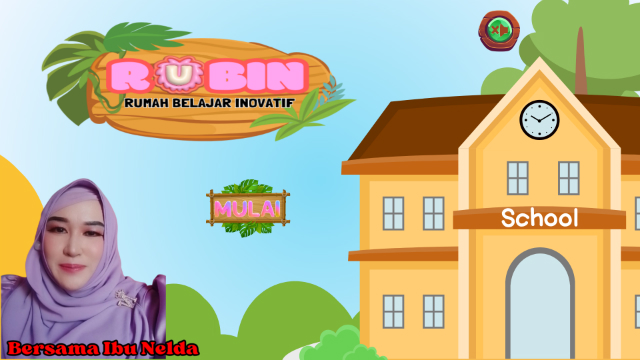 RUBIN
RUMAH BELAJAR INOVATIF
MULAI
School
Bersama Ibu Nelda